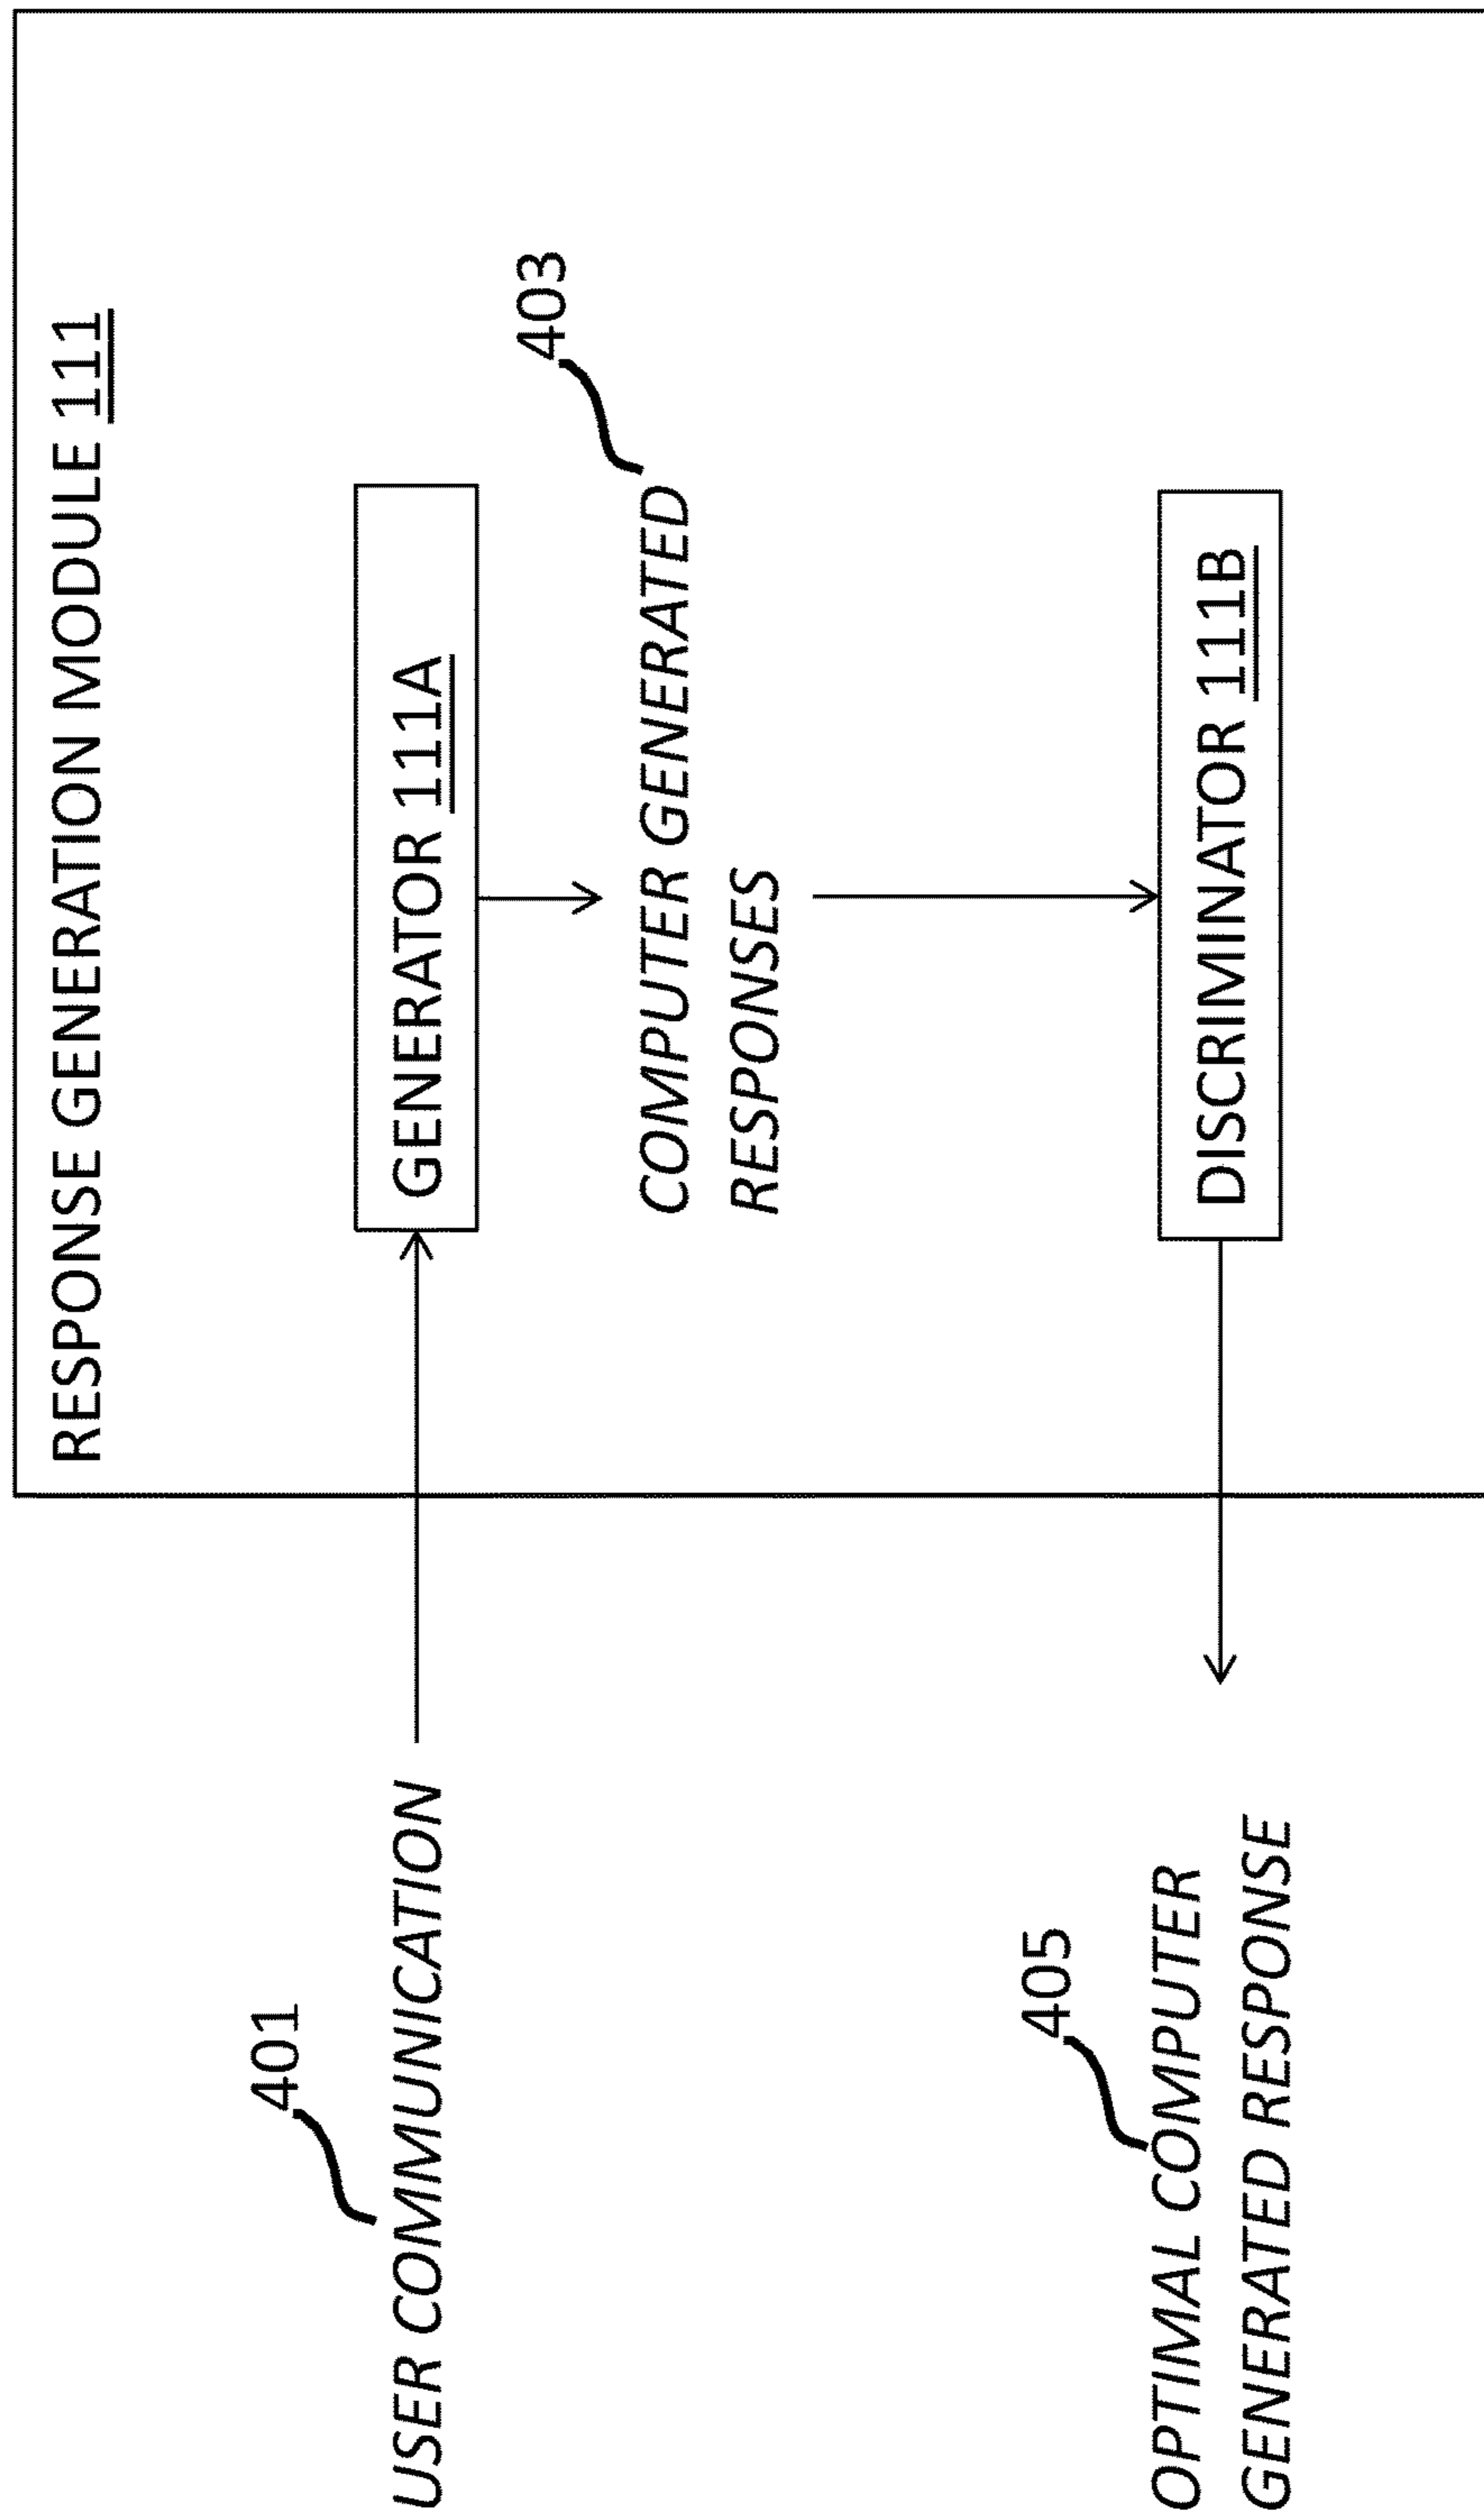 RESPONSE GENERATION MODULE 111
401
USER COMMUNICATION
GENERATOR 111A
403
COMPUTER GENERATED
RESPONSES
405
OPTIMAL COMPUTER
GENERATED RESPONSE
DISCRIMINATOR 111B